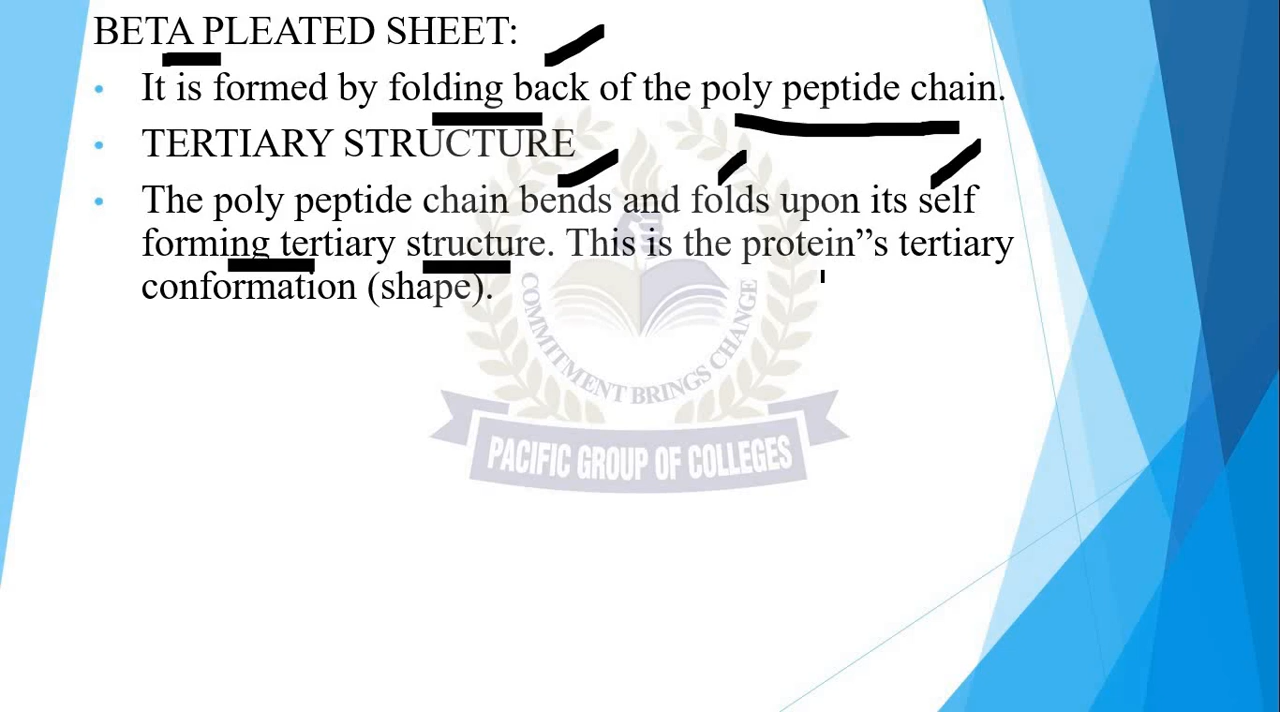 BETA PLEATED SHEET:
• It is formed by folding back of the poly peptide chain.
• TERTIARY STRUCTURE
• The poly peptide chain bends and folds upon its self
forming tertiary structure. This is the protein”s tertiary
conformation (shape).
COMMITMENT BRINGS CHANGE
PACIFIC GROUP OF COLLEGES